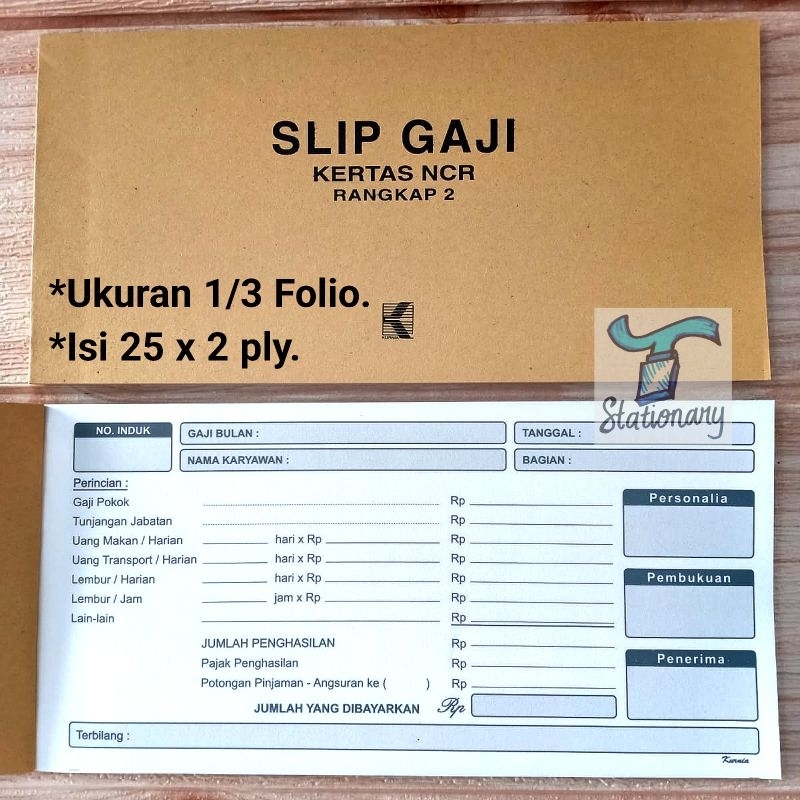 SLIP GAJI
KERTAS NCR
RANGKAP 2
*Ukuran 1/3 Folio.
KURNIA
*Isi 25 x 2 ply.
Stationary
NO. INDUK
GAJI BULAN :
TANGGAL :
NAMA KARYAWAN :
BAGIAN :
Perincian :
Gaji Pokok Rp
Tunjangan Jabatan Rp
Uang Makan / Harian hari x Rp Rp
Uang Transport / Harian hari x Rp Rp
Lembur / Harian hari x Rp Rp
Lembur / Jam jam x Rp Rp
Lain-lain Rp
JUMLAH PENGHASILAN Rp
Pajak Penghasilan Rp
Potongan Pinjaman - Angsuran ke ( ) Rp
JUMLAH YANG DIBAYARKAN Rp
Personalia
Pembukuan
Penerima
Terbilang :
Kurnia